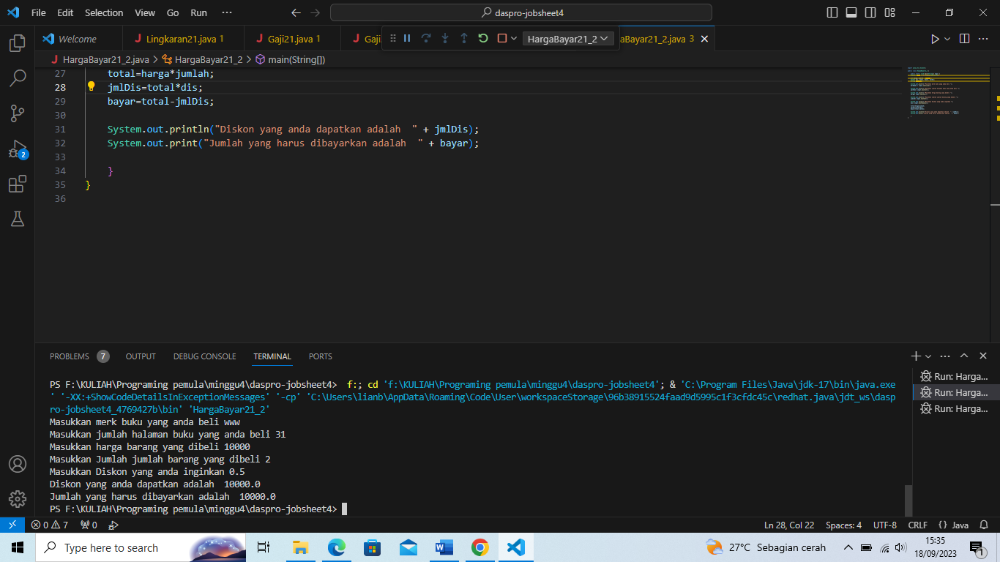 File Edit Selection View Go Run ··· daspro-jobsheet4
Welcome Lingkaran21.java 1 Gaji21.java 1 HargaBayar21_2 aBayar21_2.java 3
HargaBayar21_2.java > HargaBayar21_2 > main(String[])
27 total=harga*jumlah;
28 jmlDis=total*dis;
29 bayar=total-jmlDis;
30
31 System.out.println("Diskon yang anda dapatkan adalah  " + jmlDis);
32 System.out.print("Jumlah yang harus dibayarkan adalah  " + bayar);
33
34 }
35 }
36
2
PROBLEMS 7 OUTPUT DEBUG CONSOLE TERMINAL PORTS
PS F:\KULIAH\Programing pemula\minggu4\daspro-jobsheet4>  f:; cd 'f:\KULIAH\Programing pemula\minggu4\daspro-jobsheet4'; & 'C:\Program Files\Java\jdk-17\bin\java.exe
' '-XX:+ShowCodeDetailsInExceptionMessages' '-cp' 'C:\Users\lianb\AppData\Roaming\Code\User\workspaceStorage\96b38915524faad9d5995c1f3cfdc45c\redhat.java\jdt_ws\dasp
ro-jobsheet4_4769427b\bin' 'HargaBayar21_2'
Masukkan merk buku yang anda beli www
Masukkan jumlah halaman buku yang anda beli 31
Masukkan harga barang yang dibeli 10000
Masukkan Jumlah jumlah barang yang dibeli 2
Masukkan Diskon yang anda inginkan 0.5
Diskon yang anda dapatkan adalah  10000.0
Jumlah yang harus dibayarkan adalah  10000.0
PS F:\KULIAH\Programing pemula\minggu4\daspro-jobsheet4>
Run: Harga...
Run: Harga...
Run: Harga...
0 7 0 Ln 28, Col 22 Spaces: 4 UTF-8 CRLF {} Java
Type here to search 27°C Sebagian cerah 15:35
18/09/2023 1